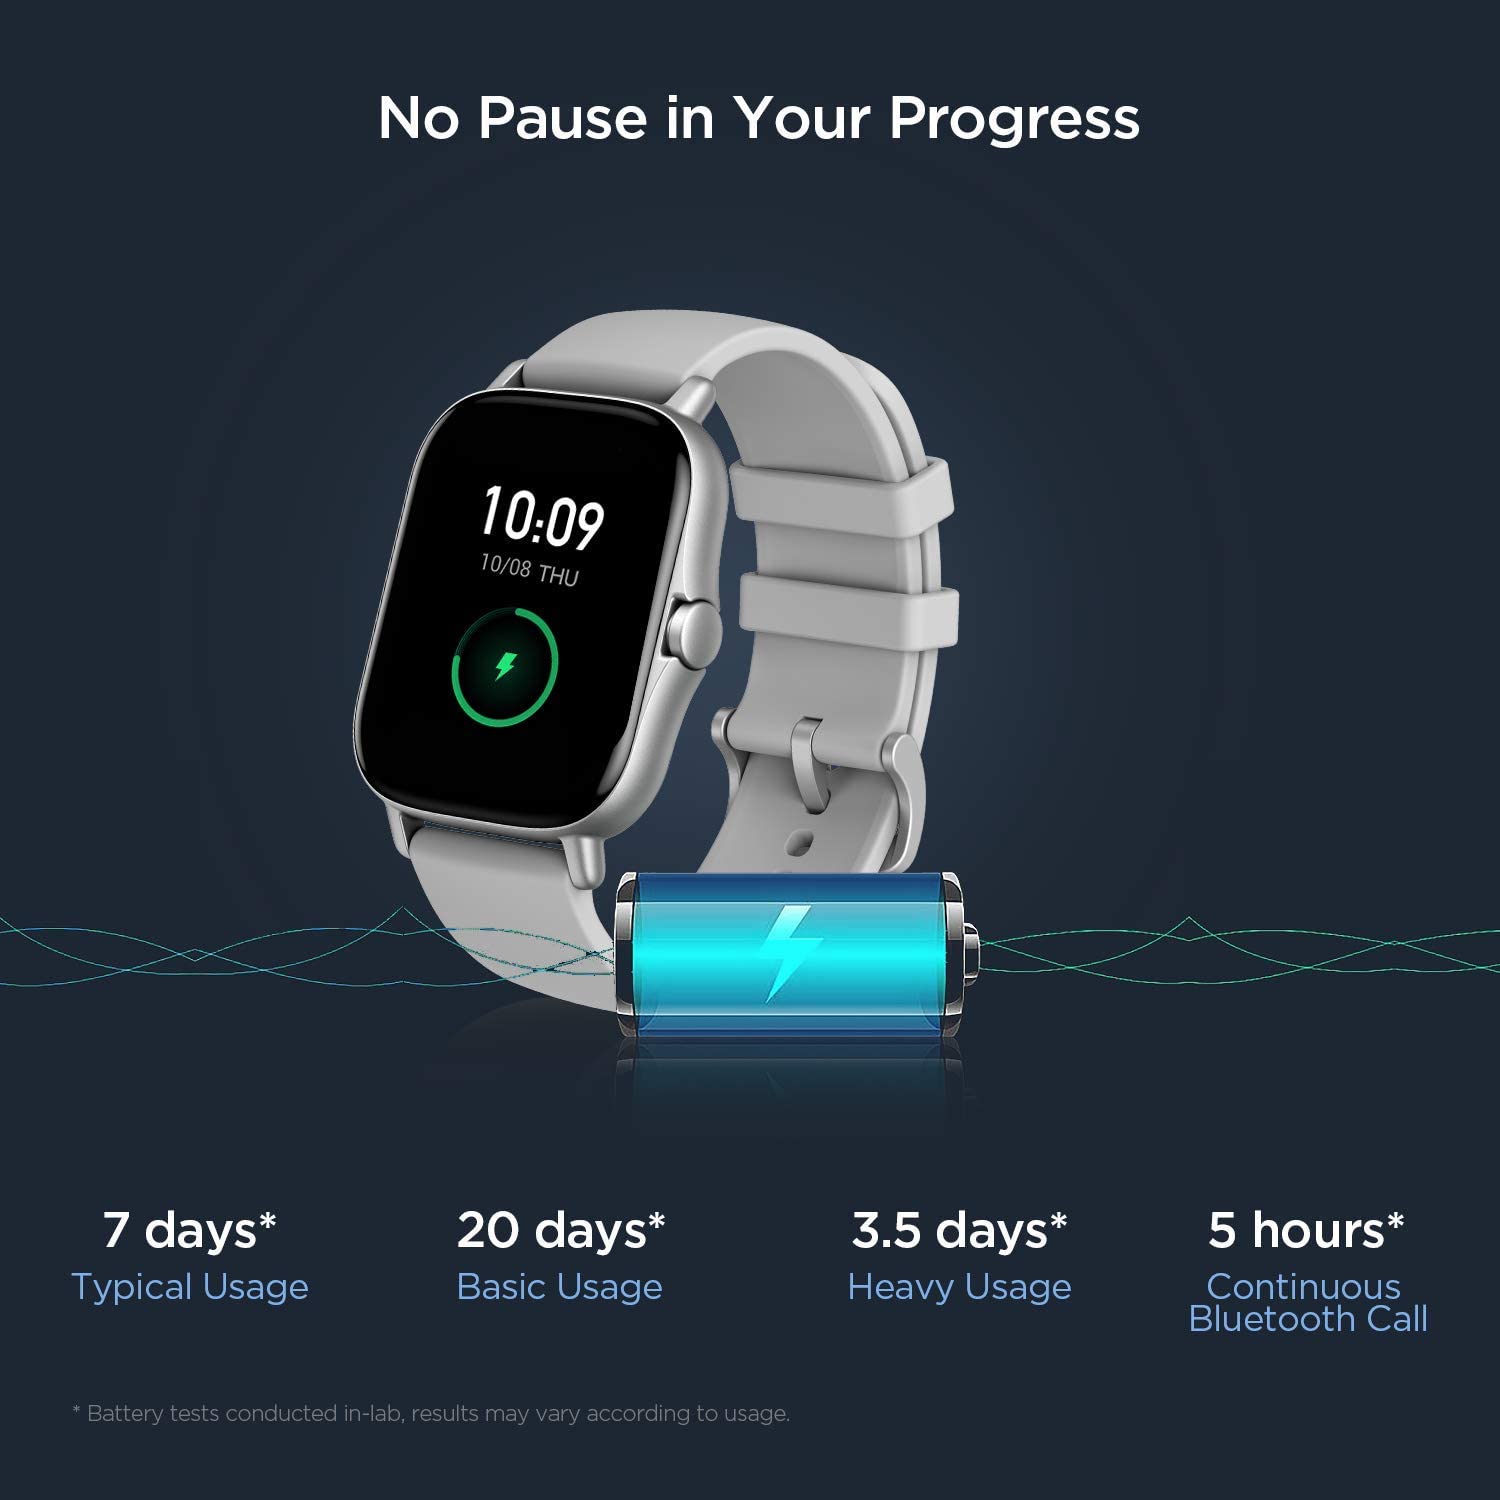 No Pause in Your Progress
10:09
10/08 THU
7 days*
Typical Usage
20 days*
Basic Usage
3.5 days*
Heavy Usage
5 hours*
Continuous
Bluetooth Call
* Battery tests conducted in-lab, results may vary according to usage.